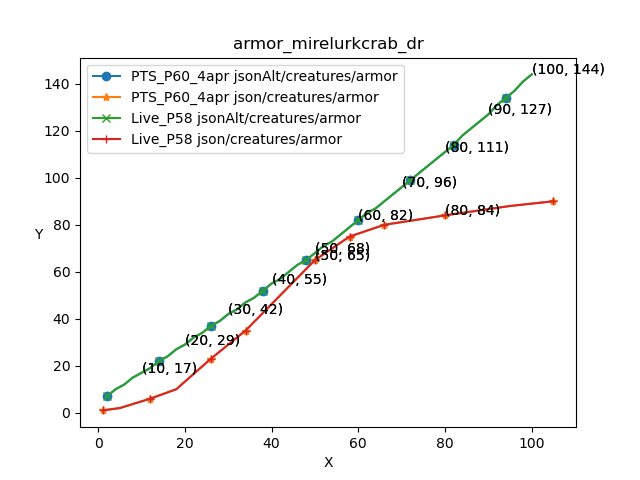 armor_mirelurkcrab_dr
PTS_P60_4apr jsonAlt/creatures/armor
PTS_P60_4apr json/creatures/armor
Live_P58 jsonAlt/creatures/armor
Live_P58 json/creatures/armor
(100, 144)
(90, 127)
(80, 111)
(70, 96)
(60, 82)
(80, 84)
(50, 68)
(50, 65)
(40, 55)
(30, 42)
(20, 29)
(10, 17)
140
120
100
80
60
40
20
0
Y
0 20 40 60 80 100
X